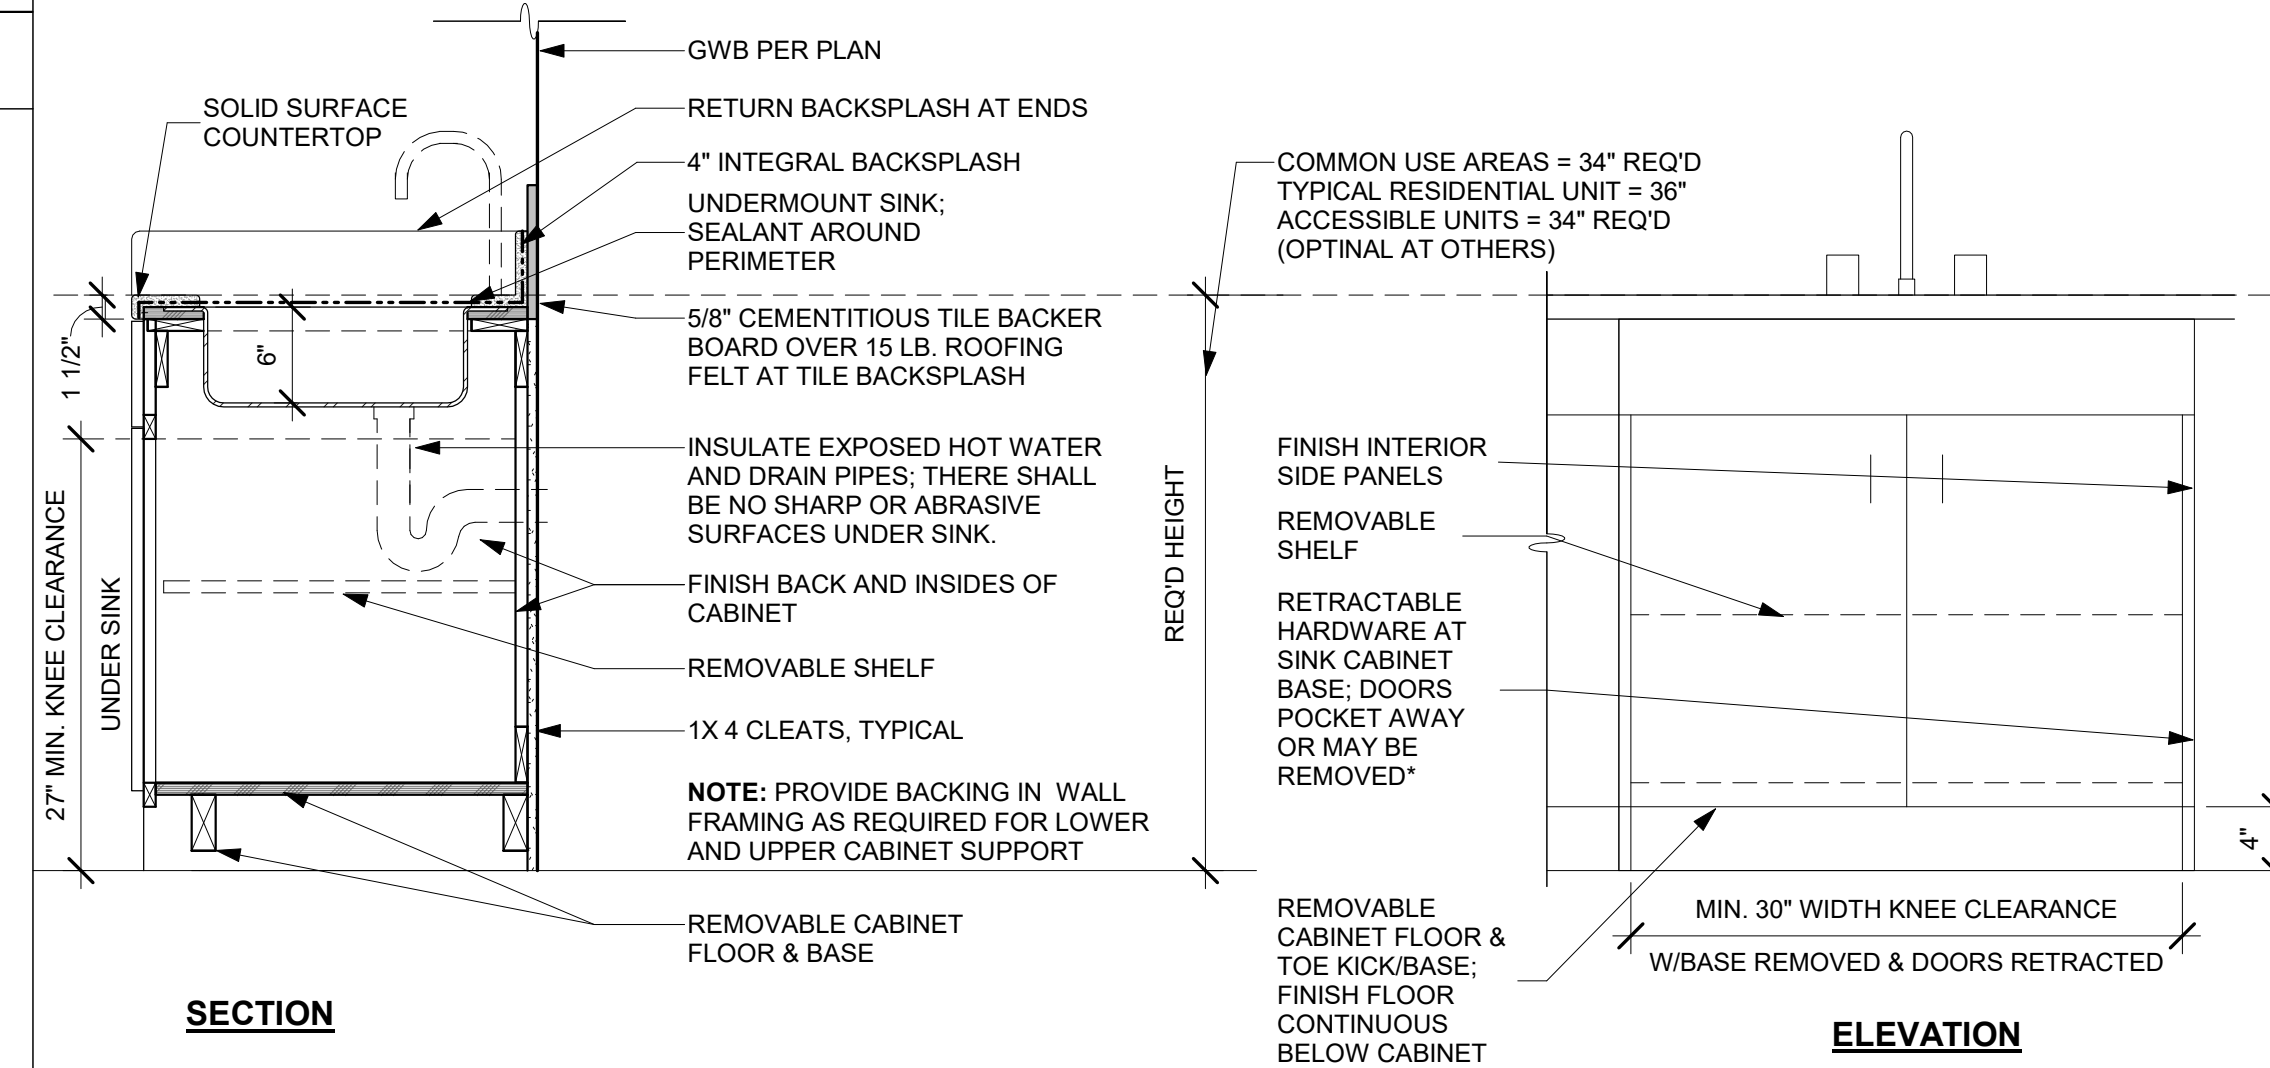 GWB PER PLAN
SOLID SURFACE
COUNTERTOP
RETURN BACKSPLASH AT ENDS
4" INTEGRAL BACKSPLASH
UNDERMOUNT SINK;
SEALANT AROUND
PERIMETER
5/8" CEMENTITIOUS TILE BACKER
BOARD OVER 15 LB. ROOFING
FELT AT TILE BACKSPLASH
1 1/2"
6"
INSULATE EXPOSED HOT WATER
AND DRAIN PIPES; THERE SHALL
BE NO SHARP OR ABRASIVE
SURFACES UNDER SINK.
27" MIN. KNEE CLEARANCE
UNDER SINK
FINISH BACK AND INSIDES OF
CABINET
REMOVABLE SHELF
1X 4 CLEATS, TYPICAL
NOTE: PROVIDE BACKING IN WALL
FRAMING AS REQUIRED FOR LOWER
AND UPPER CABINET SUPPORT
REMOVABLE CABINET
FLOOR & BASE
SECTION
COMMON USE AREAS = 34" REQ'D
TYPICAL RESIDENTIAL UNIT = 36"
ACCESSIBLE UNITS = 34" REQ'D
(OPTINAL AT OTHERS)
REQ'D HEIGHT
FINISH INTERIOR
SIDE PANELS
REMOVABLE
SHELF
RETRACTABLE
HARDWARE AT
SINK CABINET
BASE; DOORS
POCKET AWAY
OR MAY BE
REMOVED*
4"
REMOVABLE
CABINET FLOOR &
TOE KICK/BASE;
FINISH FLOOR
CONTINUOUS
BELOW CABINET
MIN. 30" WIDTH KNEE CLEARANCE
W/BASE REMOVED & DOORS RETRACTED
ELEVATION